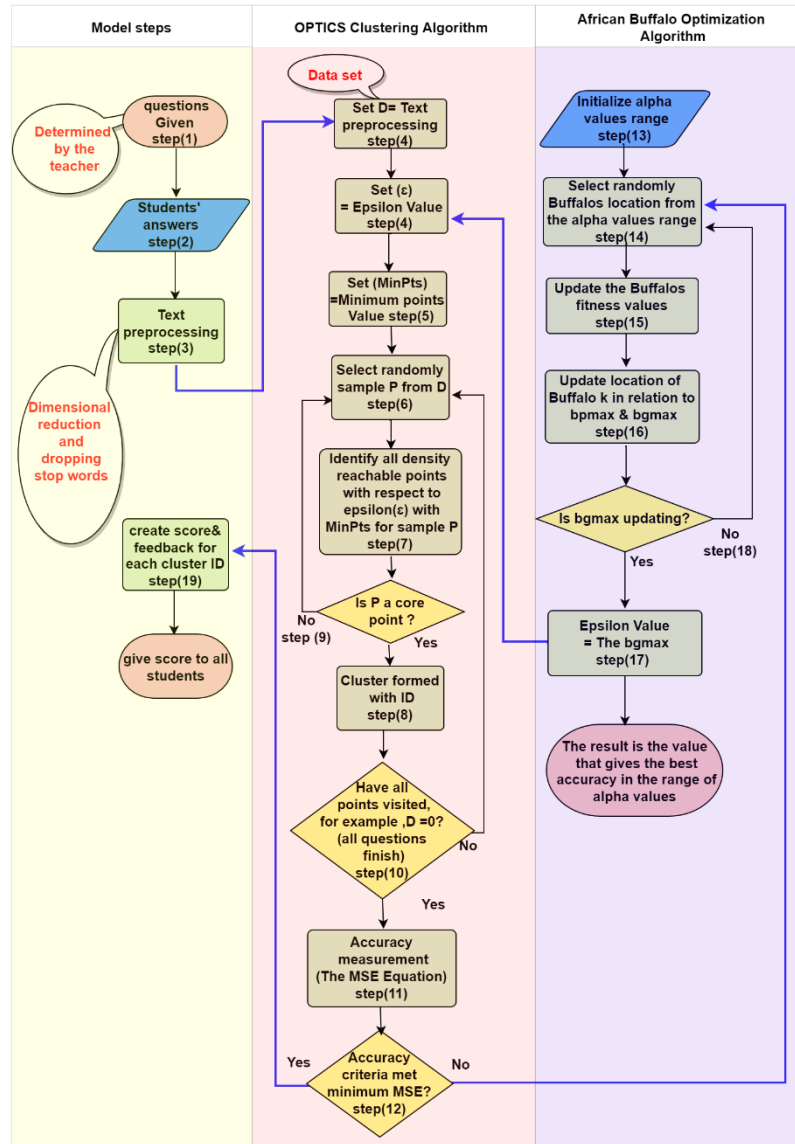 Model steps
OPTICS Clustering Algorithm
African Buffalo Optimization
Algorithm
questions
Given
step(1)
Determined
by the
teacher
Students'
answers
step(2)
Text
preprocessing
step(3)
Dimensional
reduction
and
dropping
stop words
create score&
feedback for
each cluster ID
step(19)
give score to all
students
Data set
Set D= Text
preprocessing
step(4)
Set (ε)
= Epsilon Value
step(4)
Set (MinPts)
=Minimum points
Value step(5)
Select randomly
sample P from D
step(6)
Identify all density
reachable points
with respect to
epsilon(ε) with
MinPts for sample P
step(7)
Is P a core
point ?
No
step (9)
Yes
Cluster formed
with ID
step(8)
Have all
points visited,
for example ,D =0?
(all questions
finish)
step(10)
No
Yes
Accuracy
measurement
(The MSE Equation)
step(11)
Accuracy
criteria met
minimum MSE?
step(12)
Yes
No
Initialize alpha
values range
step(13)
Select randomly
Buffalos location from
the alpha values range
step(14)
Update the Buffalos
fitness values
step(15)
Update location of
Buffalo k in relation to
bpmax & bgmax
step(16)
Is bgmax updating?
No
step(18)
Yes
Epsilon Value
= The bgmax
step(17)
The result is the value
that gives the best
accuracy in the range of
alpha values